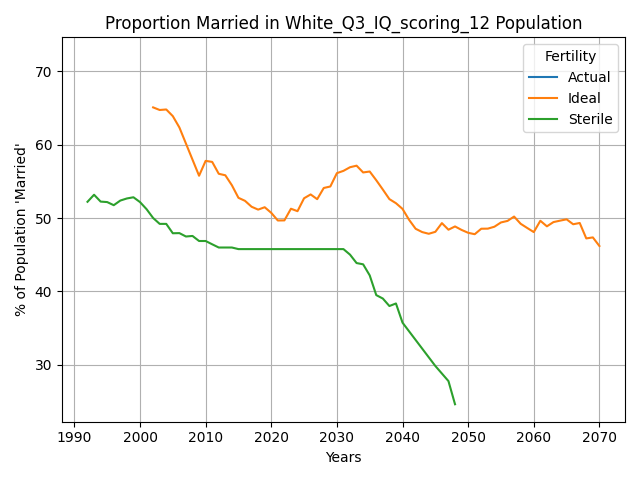 Proportion Married in White_Q3_IQ_scoring_12 Population
Fertility
Actual
Ideal
Sterile
% of Population 'Married'
70
60
50
40
30
1990 2000 2010 2020 2030 2040 2050 2060 2070
Years